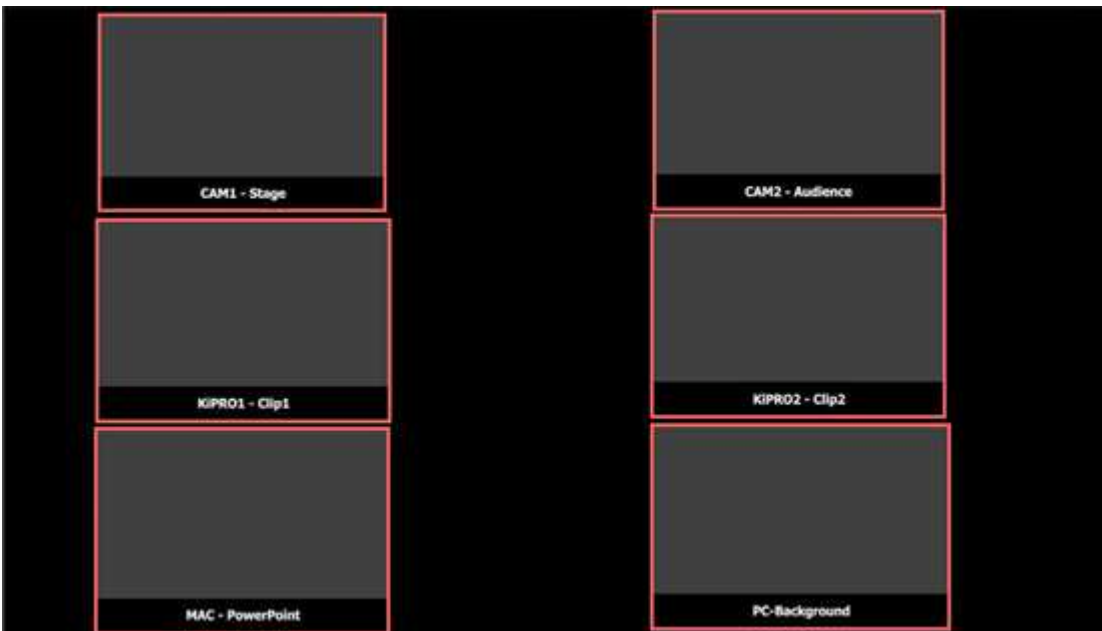 CAM1 - Stage
CAM2 - Audience
KiPRO1 - Clip1
KiPRO2 - Clip2
MAC - PowerPoint
PC-Background